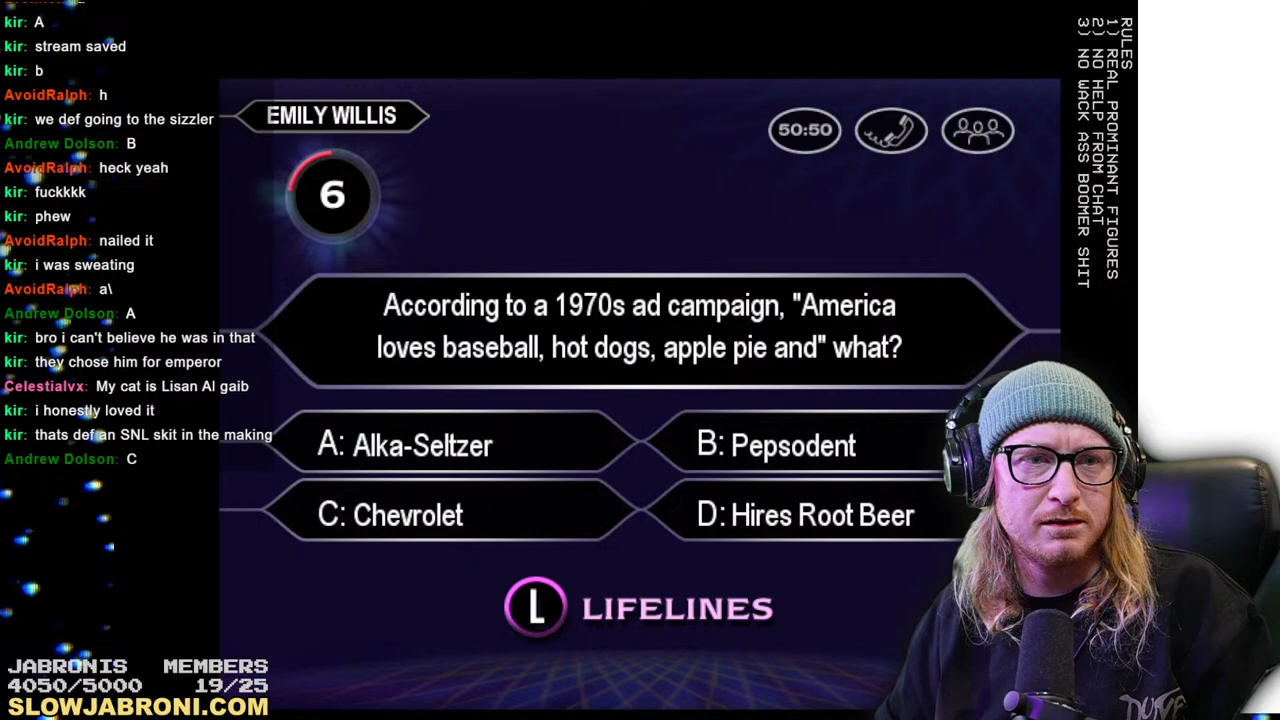 kir: A
kir: stream saved
kir: b
AvoidRalph: h
kir: we def going to the sizzler
Andrew Dolson: B
AvoidRalph: heck yeah
kir: fuckkkk
kir: phew
AvoidRalph: nailed it
kir: i was sweating
AvoidRalph: a\
Andrew Dolson: A
kir: bro i can't believe he was in that
kir: they chose him for emperor
Celestialvx: My cat is Lisan Al gaib
kir: i honestly loved it
kir: thats def an SNL skit in the making
Andrew Dolson: C
EMILY WILLIS
50:50
6
According to a 1970s ad campaign, "America
loves baseball, hot dogs, apple pie and" what?
A: Alka-Seltzer
B: Pepsodent
C: Chevrolet
D: Hires Root Beer
L LIFELINES
RULES
1) REAL PROMINANT FIGURES
2) NO HELP FROM CHAT
3) NO WACK ASS BOOMER SHIT
JABRONIS MEMBERS
4050/5000 19/25
SLOWJABRONI.COM